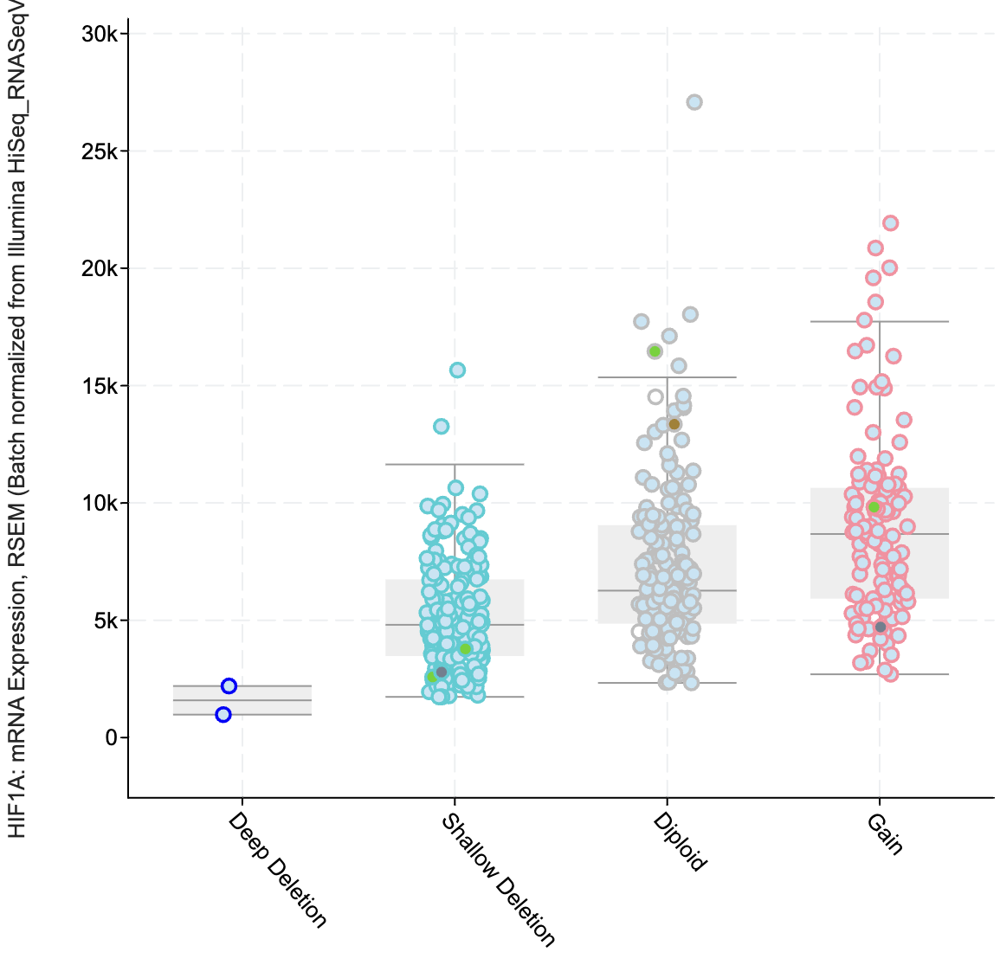 HIF1A: mRNA Expression, RSEM (Batch normalized from Illumina HiSeq_RNASeqV
30k
25k
20k
15k
10k
5k
0
Deep Deletion
Shallow Deletion
Diploid
Gain